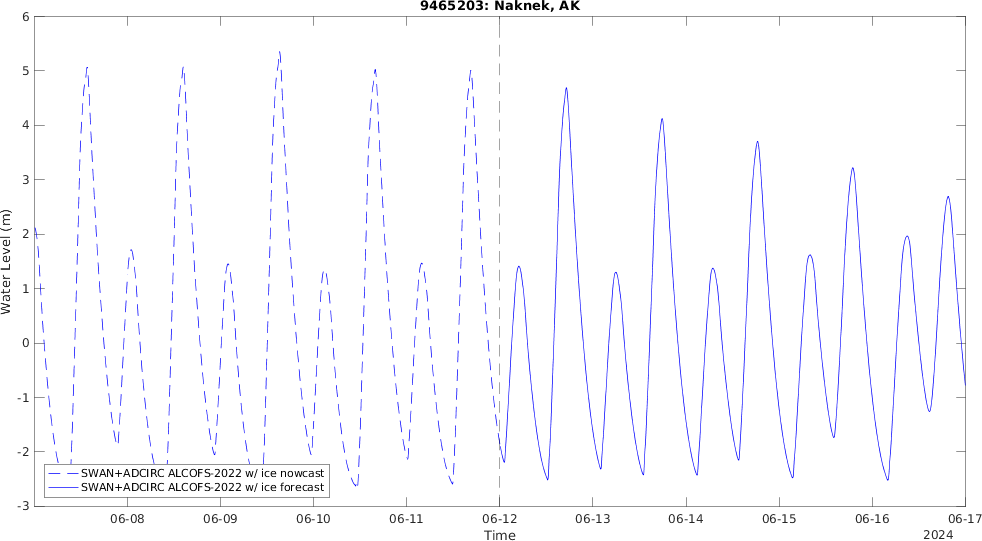 9465203: Naknek, AK
6
5
4
3
2
1
0
-1
-2
-3
Water Level (m)
SWAN+ADCIRC ALCOFS-2022 w/ ice nowcast
SWAN+ADCIRC ALCOFS-2022 w/ ice forecast
06-08 06-09 06-10 06-11 06-12 06-13 06-14 06-15 06-16 06-17
Time
2024